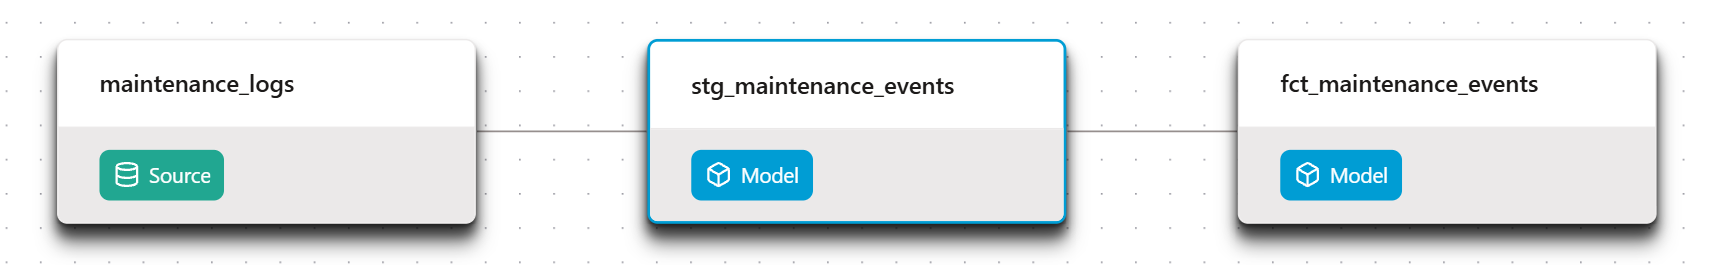 maintenance_logs
Source
stg_maintenance_events
Model
fct_maintenance_events
Model